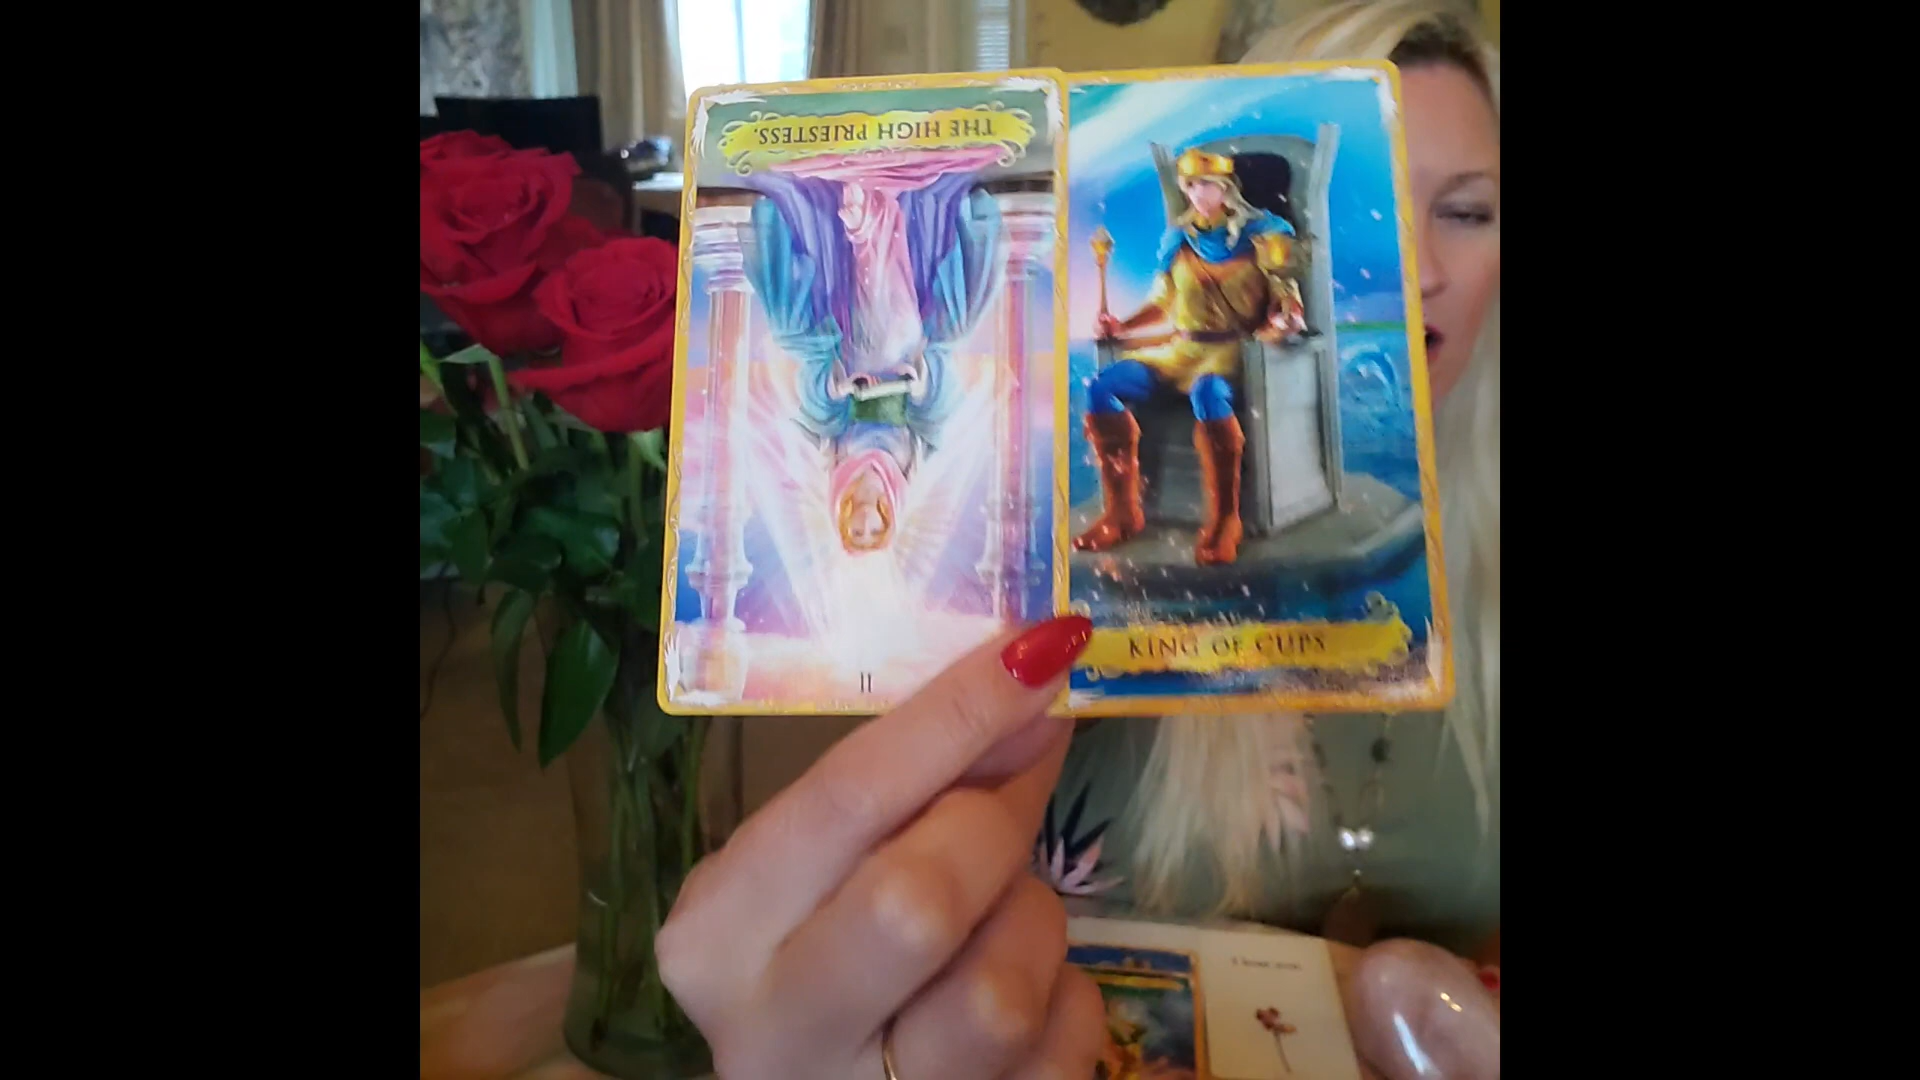 THE HIGH PRIESTESS.
II
KING OF CUPS